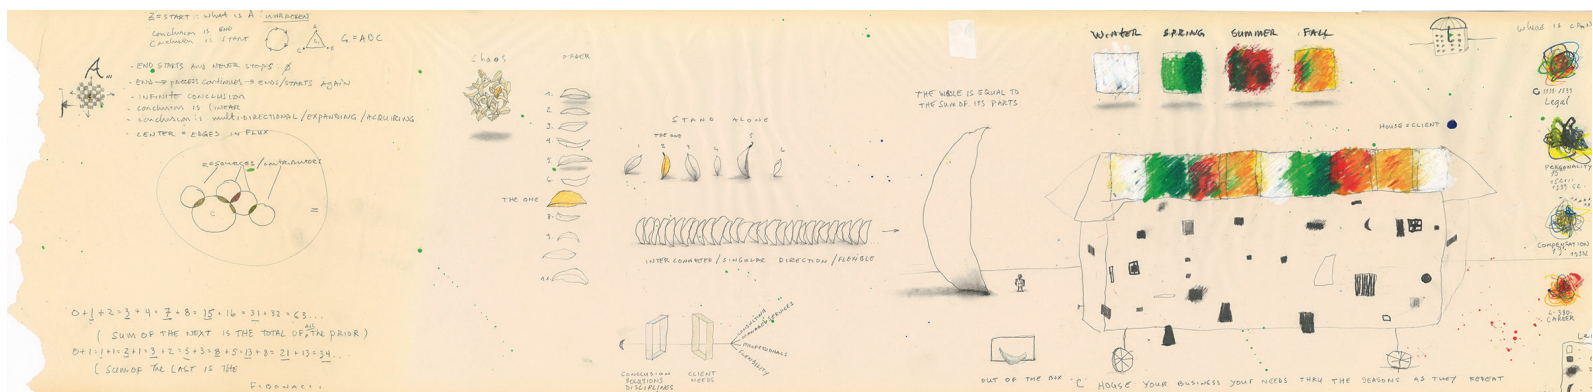 Z = START : WHAT IS A
CONCLUSION IS END
CONCLUSION IS START
G = ABC
A...
- END STARTS AND NEVER STOPS
- END → PROCESS CONTINUES → ENDS/STARTS AGAIN
- INFINITE CONCLUSION
- CONCLUSION IS LINEAR
- CONCLUSION IS MULTI-DIRECTIONAL/EXPANDING/ACQUIRING
- CENTER + EDGES IN FLUX
RESOURCES/CONTRIBUTORS
C
=
0+1+2=3+4=7+8=15+16=31+32=63...
(SUM OF THE NEXT IS THE TOTAL OF ALL THE PRIOR)
0+1=1+1=2+1=3+2=5+3=8+5=13+8=21+13=34...
(SUM OF THE LAST IS THE
FIBONACCI
CHAOS
ORDER
1.
2.
3.
4.
5.
6.
THE ONE
8.
9.
STAND ALONE
THE ONE
1 2 3 4 5 6
INTERCONNECTED/SINGULAR DIRECTION/FLEXIBLE
CONCLUSION
SOLUTIONS
DISCIPLINES
CLIENT
NEEDS
CONSULTING
PROFESSIONALS
THE WHOLE IS EQUAL TO
THE SUM OF ITS PARTS
WINTER SPRING SUMMER FALL
HOUSE = CLIENT
OUT OF THE BOX
"C" HOUSE YOUR BUSINESS YOUR NEEDS THRU THE SEASONS AS THEY REPEAT
Legal
PERSONALITY
COMPENSATION
CAREER